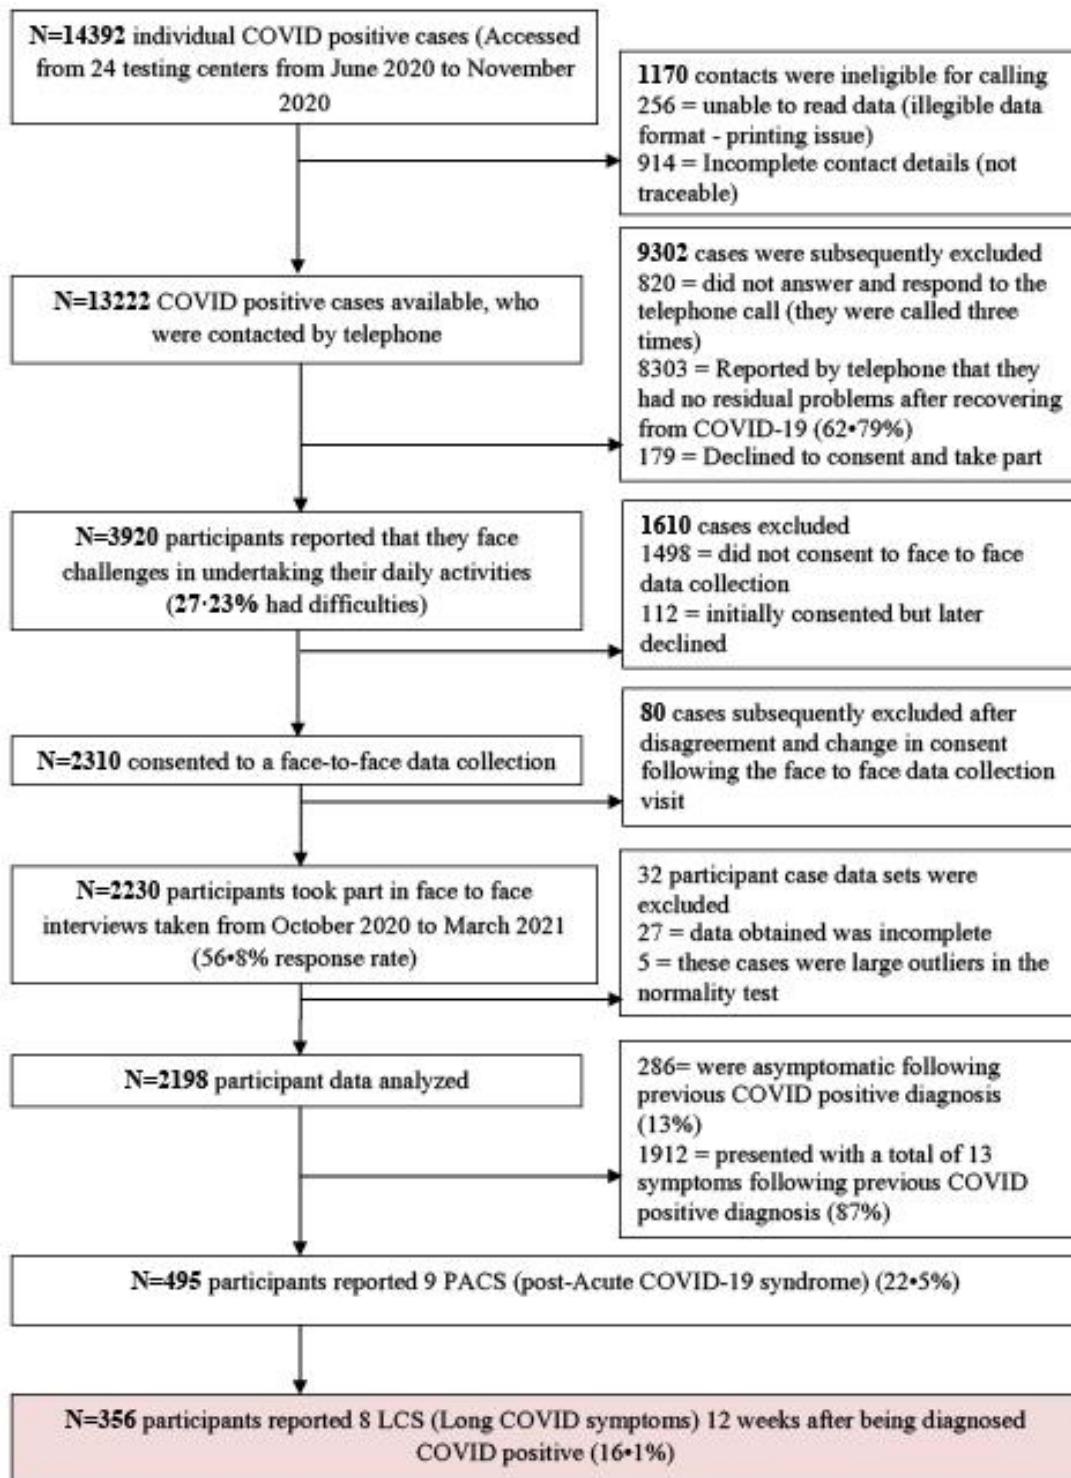 N=14392 individual COVID positive cases (Accessed
from 24 testing centers from June 2020 to November
2020
1170 contacts were ineligible for calling
256 = unable to read data (illegible data
format - printing issue)
914 = Incomplete contact details (not
traceable)
N=13222 COVID positive cases available, who
were contacted by telephone
9302 cases were subsequently excluded
820 = did not answer and respond to the
telephone call (they were called three
times)
8303 = Reported by telephone that they
had no residual problems after recovering
from COVID-19 (62•79%)
179 = Declined to consent and take part
N=3920 participants reported that they face
challenges in undertaking their daily activities
(27·23% had difficulties)
1610 cases excluded
1498 = did not consent to face to face
data collection
112 = initially consented but later
declined
N=2310 consented to a face-to-face data collection
80 cases subsequently excluded after
disagreement and change in consent
following the face to face data collection
visit
N=2230 participants took part in face to face
interviews taken from October 2020 to March 2021
(56•8% response rate)
32 participant case data sets were
excluded
27 = data obtained was incomplete
5 = these cases were large outliers in the
normality test
N=2198 participant data analyzed
286= were asymptomatic following
previous COVID positive diagnosis
(13%)
1912 = presented with a total of 13
symptoms following previous COVID
positive diagnosis (87%)
N=495 participants reported 9 PACS (post-Acute COVID-19 syndrome) (22•5%)
N=356 participants reported 8 LCS (Long COVID symptoms) 12 weeks after being diagnosed
COVID positive (16•1%)